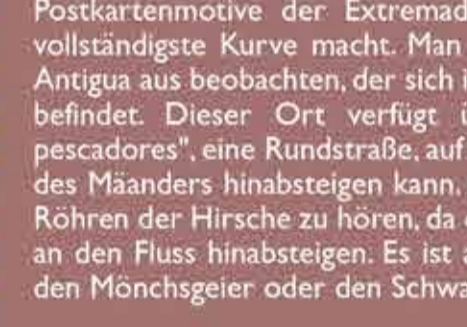 Postkartenmotive der Extremad
vollständigste Kurve macht. Man
Antigua aus beobachten, der sich
befindet. Dieser Ort verfügt
pescadores", eine Rundstraße, auf
des Mäanders hinabsteigen kann.
Röhren der Hirsche zu hören, da
an den Fluss hinabsteigen. Es ist
den Mönchsgeier oder den Schwa